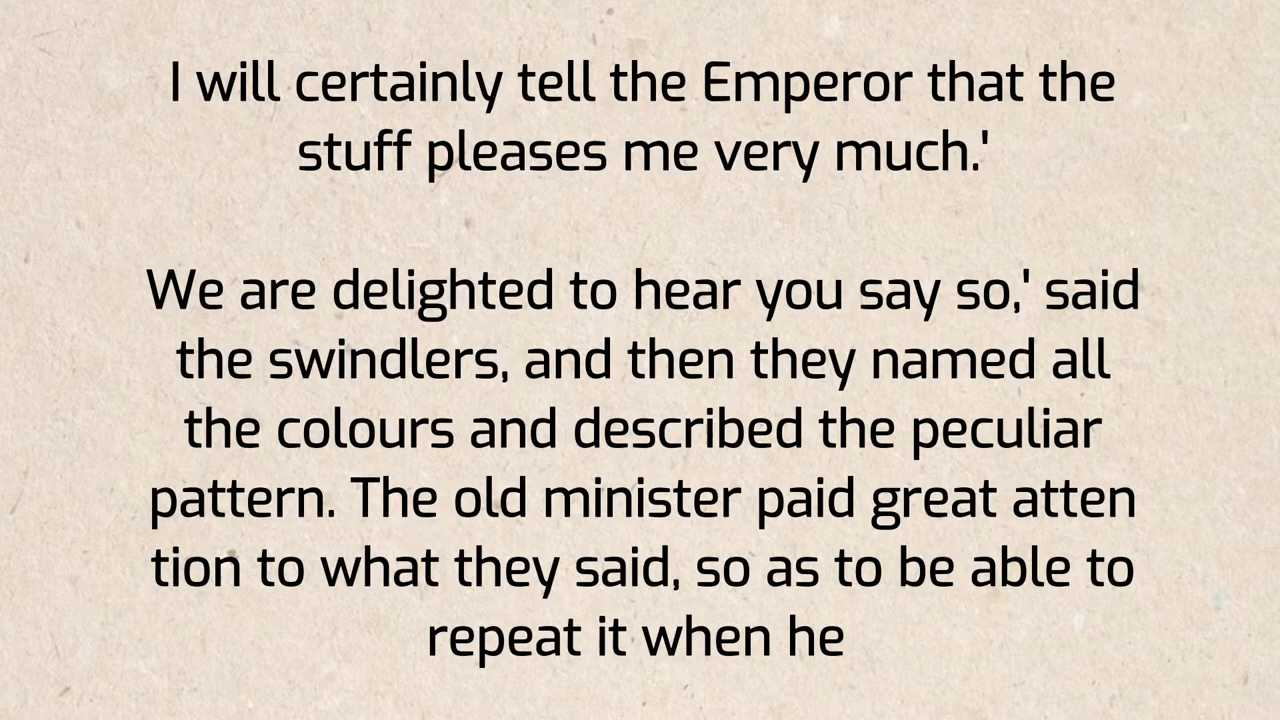 I will certainly tell the Emperor that the
stuff pleases me very much.'
We are delighted to hear you say so,' said
the swindlers, and then they named all
the colours and described the peculiar
pattern. The old minister paid great atten
tion to what they said, so as to be able to
repeat it when he